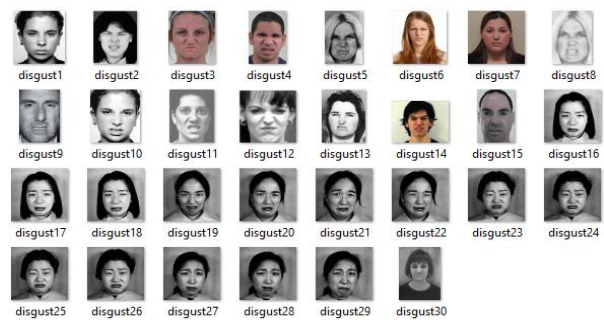 disgust1 disgust2 disgust3 disgust4 disgust5 disgust6 disgust7 disgust8
disgust9 disgust10 disgust11 disgust12 disgust13 disgust14 disgust15 disgust16
disgust17 disgust18 disgust19 disgust20 disgust21 disgust22 disgust23 disgust24
disgust25 disgust26 disgust27 disgust28 disgust29 disgust30